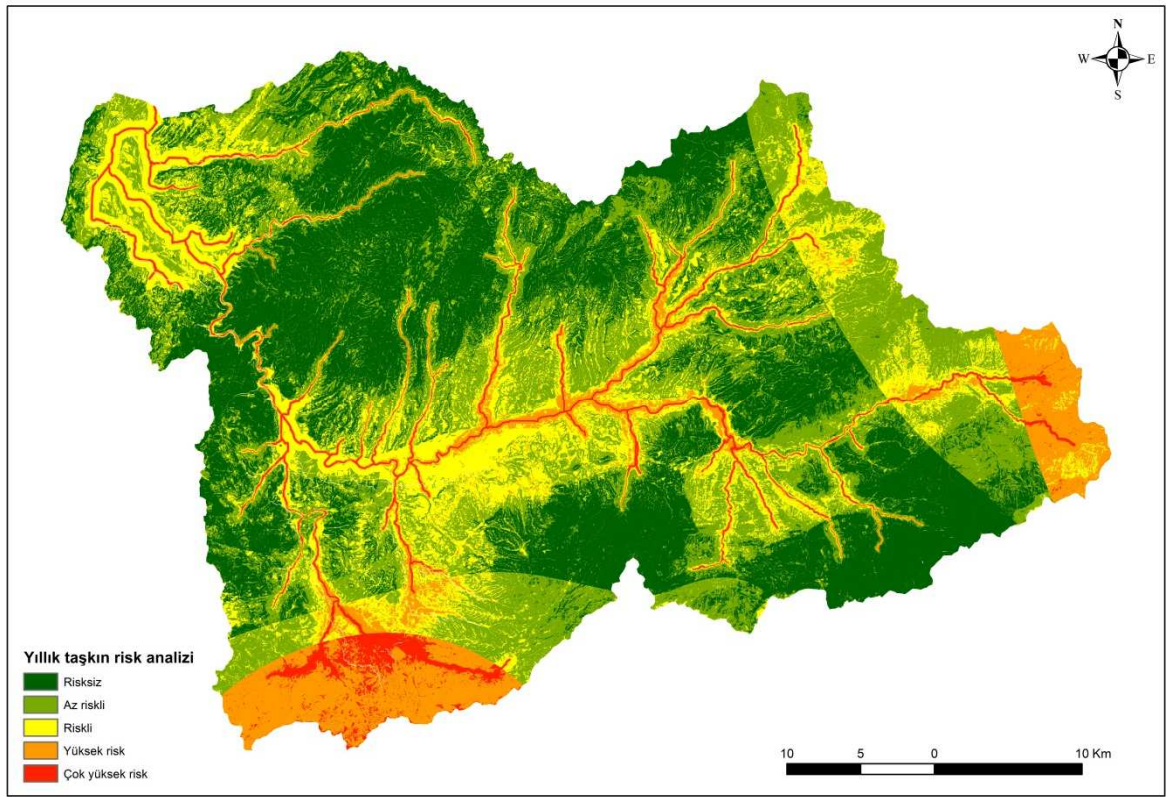 N
W E
S
Yıllık taşkın risk analizi
Risksiz
Az riskli
Riskli
Yüksek risk
Çok yüksek risk
10 5 0 10 Km